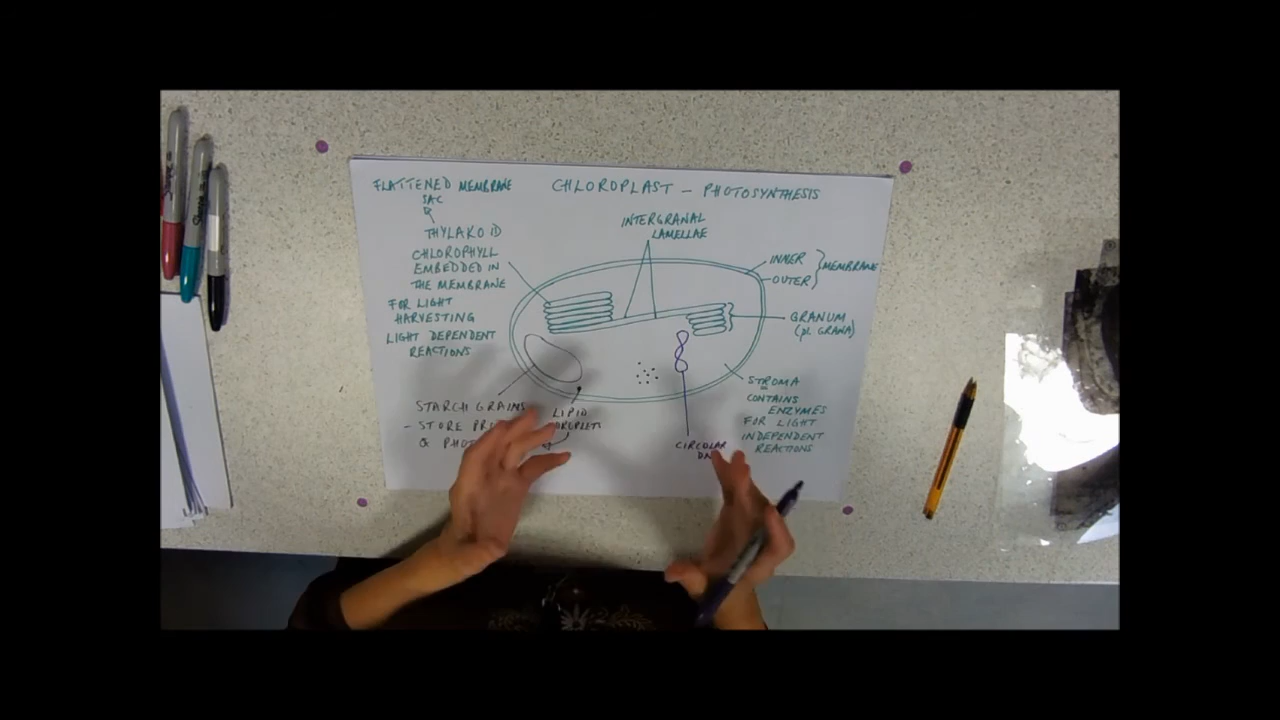 FLATTENED MEMBRANE
SAC
THYLAKOID
CHLOROPHYLL
EMBEDDED IN
THE MEMBRANE
FOR LIGHT
HARVESTING
LIGHT DEPENDENT
REACTIONS
CHLOROPLAST - PHOTOSYNTHESIS
INTERGRANAL
LAMELLAE
INNER
OUTER
MEMBRANE
GRANUM
(pl GRANA)
STROMA
CONTAINS
ENZYMES
FOR LIGHT
INDEPENDENT
REACTIONS
STARCH GRAINS
- STORE
LIPID
CIRCULAR